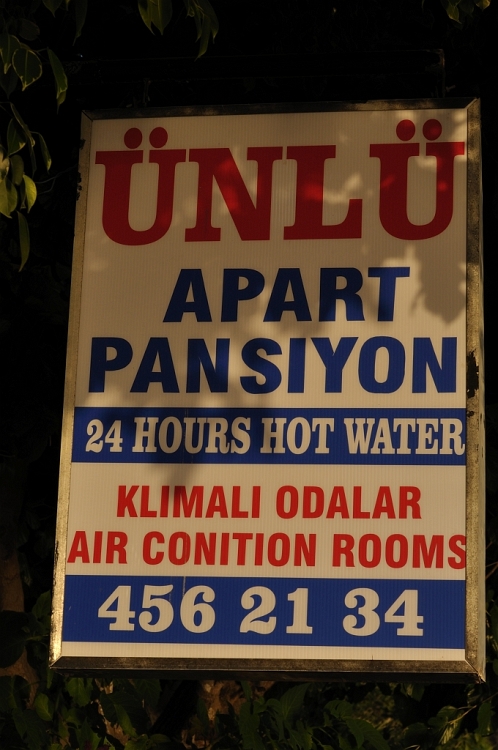 ÜNLÜ
APART
PANSIYON
24 HOURS HOT WATER
KLIMALI ODALAR
AIR CONITION ROOMS
456 21 34